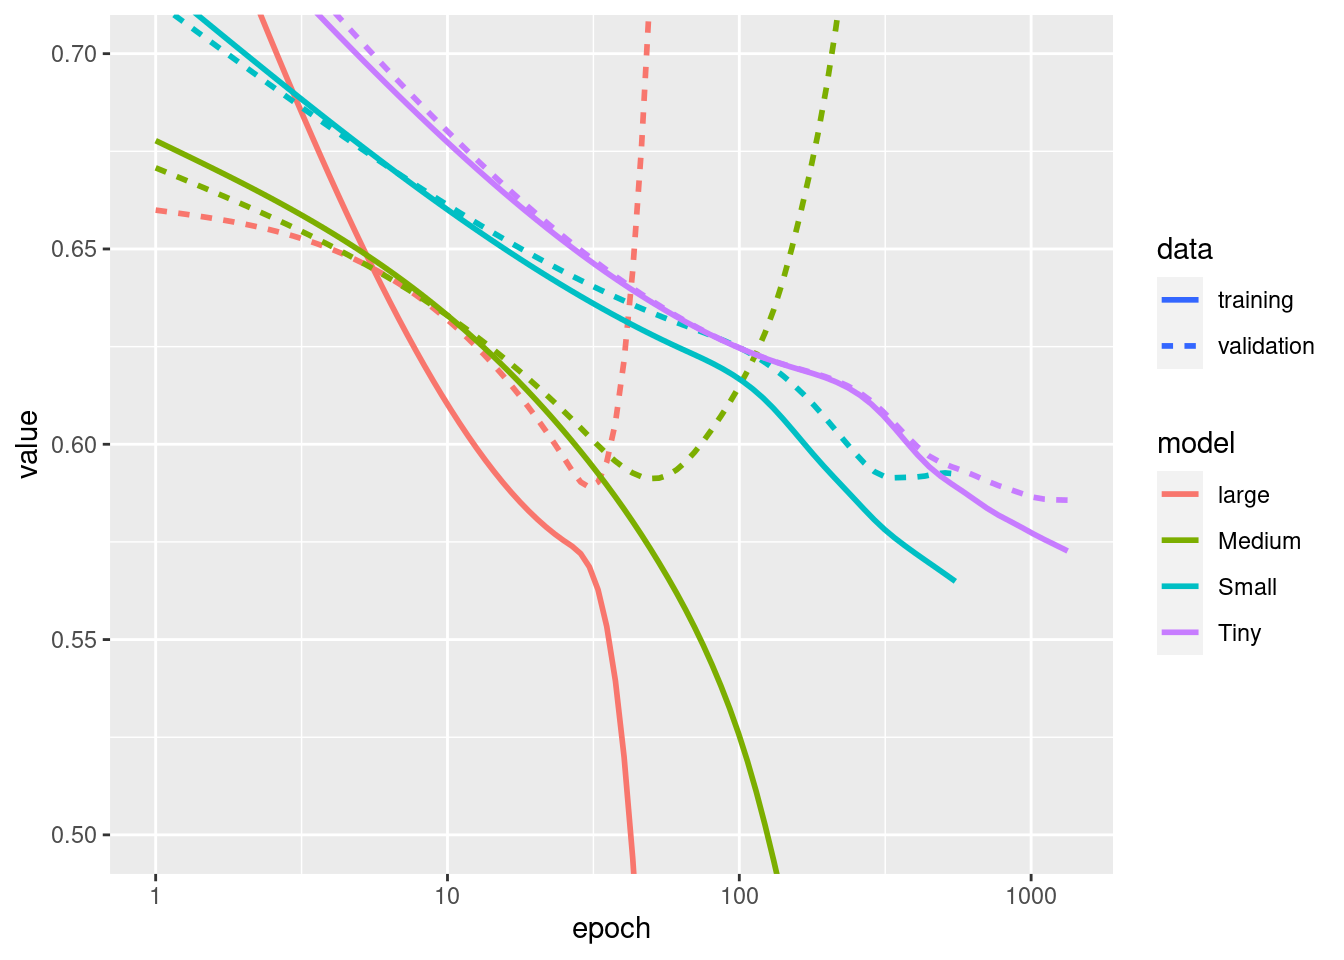 0.70
0.65
0.60
0.55
0.50
value
1
10
100
1000
epoch
data
training
validation
model
large
Medium
Small
Tiny